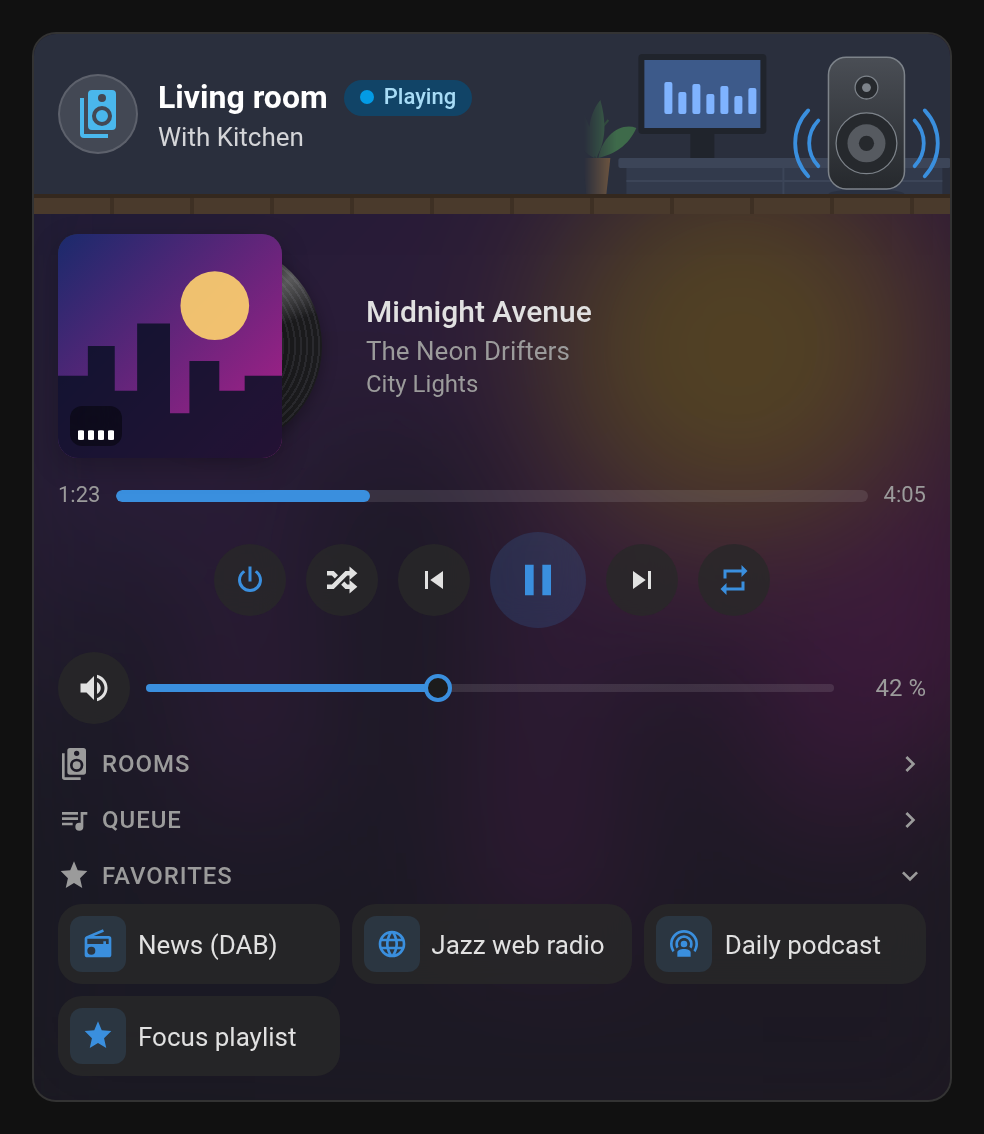 Living room
Playing
With Kitchen
Midnight Avenue
The Neon Drifters
City Lights
1:23
4:05
42 %
ROOMS
QUEUE
FAVORITES
News (DAB)
Jazz web radio
Daily podcast
Focus playlist